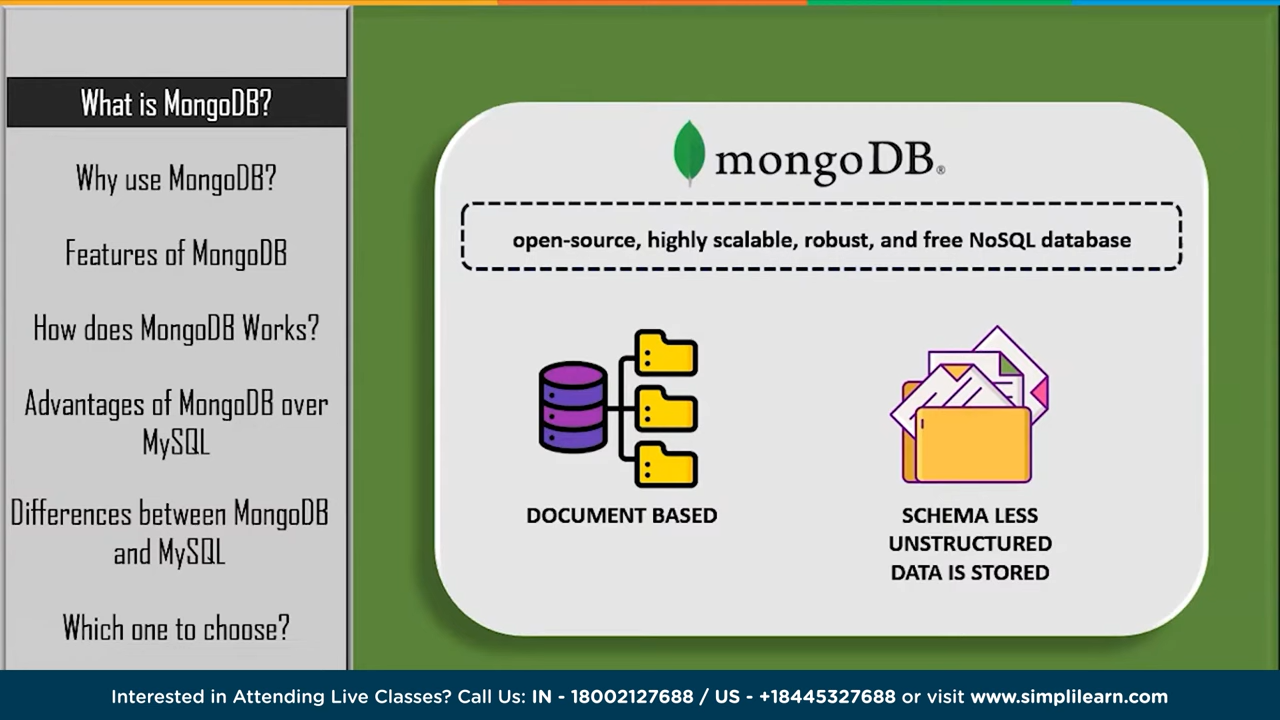 What is MongoDB?
Why use MongoDB?
Features of MongoDB
How does MongoDB Works?
Advantages of MongoDB over
MySQL
Differences between MongoDB
and MySQL
Which one to choose?
mongoDB®
open-source, highly scalable, robust, and free NoSQL database
DOCUMENT BASED
SCHEMA LESS
UNSTRUCTURED
DATA IS STORED
Interested in Attending Live Classes? Call Us: IN - 18002127688 / US - +18445327688 or visit www.simplilearn.com